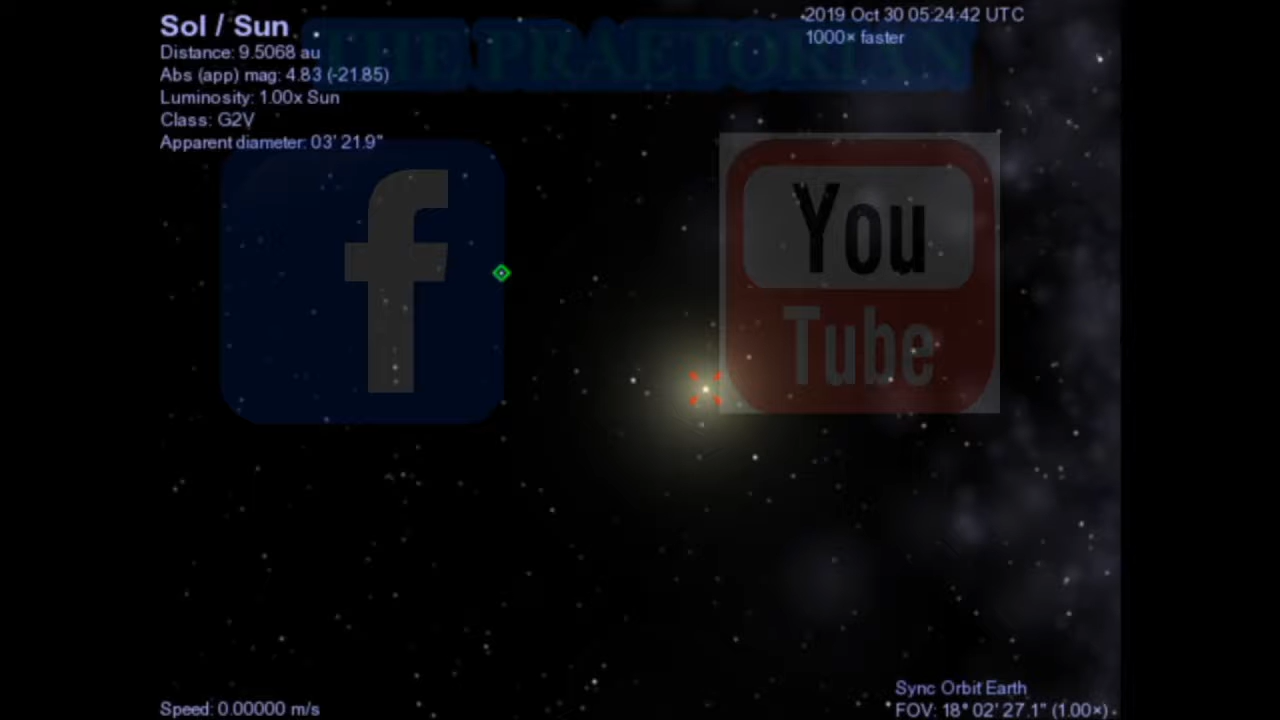 Sol / Sun
Distance: 9.5068 au
Abs (app) mag: 4.83 (-21.85)
Luminosity: 1.00x Sun
Class: G2V
Apparent diameter: 03' 21.9"
2019 Oct 30 05:24:42 UTC
1000× faster
THE PRAETORIAN
f
You
Tube
Speed: 0.00000 m/s
Sync Orbit Earth
FOV: 18° 02' 27.1" (1.00×)